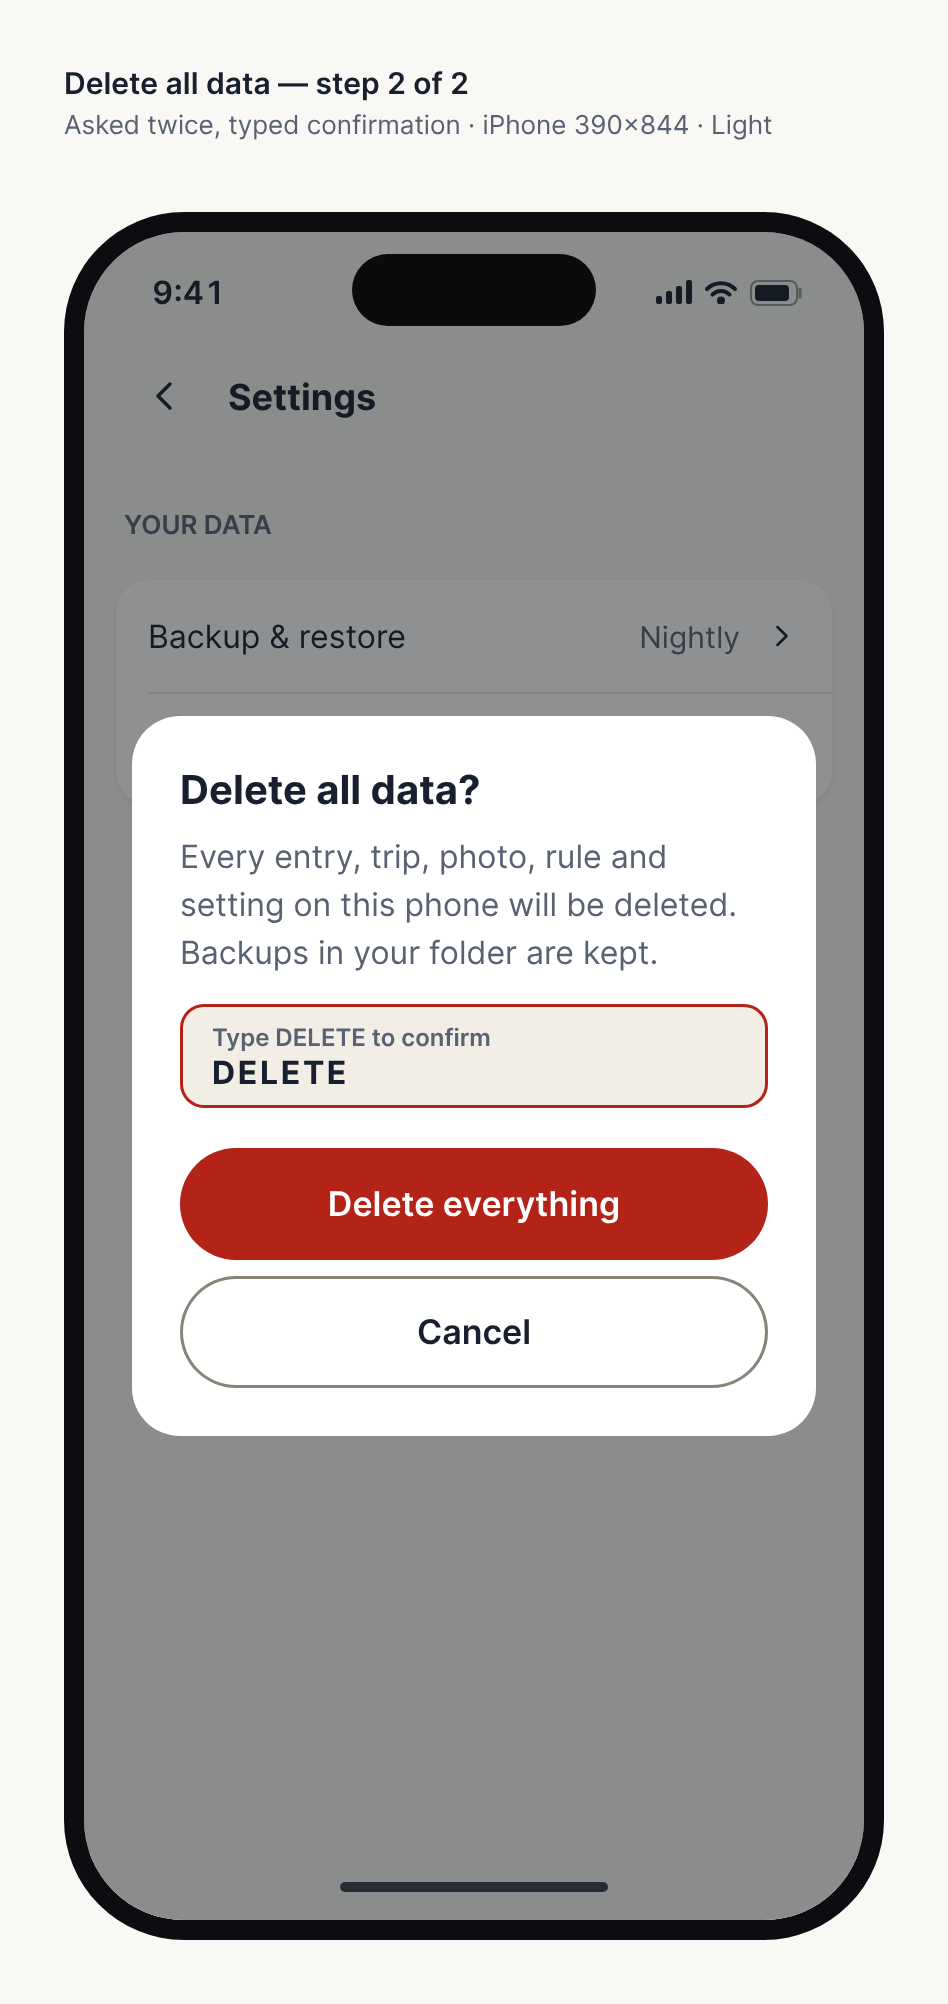 Delete all data — step 2 of 2
Asked twice, typed confirmation · iPhone 390×844 · Light
9:41
Settings
YOUR DATA
Backup & restore Nightly
Delete all data?
Every entry, trip, photo, rule and
setting on this phone will be deleted.
Backups in your folder are kept.
Type DELETE to confirm
DELETE
Delete everything
Cancel